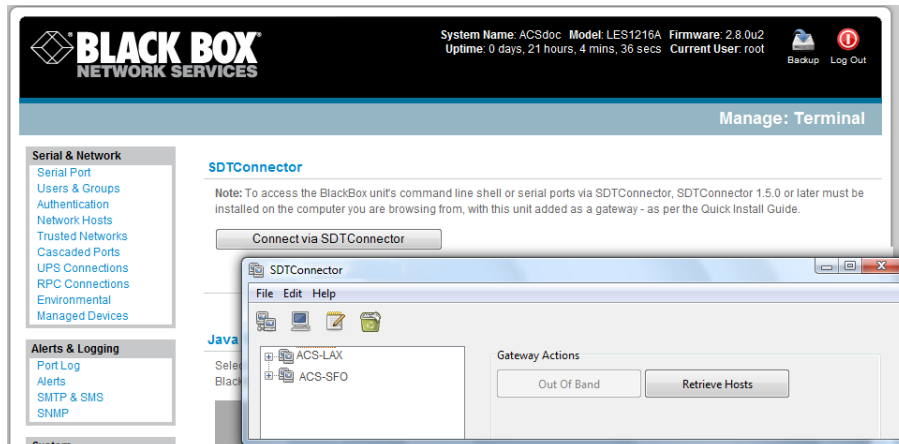 BLACK BOX
NETWORK SERVICES
System Name: ACSdoc Model: LES1216A Firmware: 2.8.0u2
Uptime: 0 days, 21 hours, 4 mins, 36 secs Current User: root
Backup Log Out
Manage: Terminal
Serial & Network
Serial Port
Users & Groups
Authentication
Network Hosts
Trusted Networks
Cascaded Ports
UPS Connections
RPC Connections
Environmental
Managed Devices
Alerts & Logging
Port Log
Alerts
SMTP & SMS
SNMP
SDTConnector
Note: To access the BlackBox unit's command line shell or serial ports via SDTConnector, SDTConnector 1.5.0 or later must be
installed on the computer you are browsing from, with this unit added as a gateway - as per the Quick Install Guide.
Connect via SDTConnector
Java
Selec
Black
SDTConnector
File Edit Help
ACS-LAX
ACS-SFO
Gateway Actions
Out Of Band Retrieve Hosts